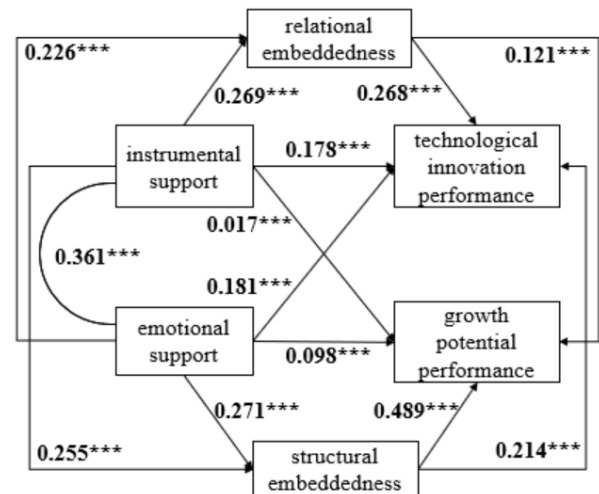 relational
embeddedness
0.226***
0.121***
0.269***
0.268***
instrumental
support
0.178***
technological
innovation
performance
0.017***
0.361***
0.181***
emotional
support
growth
potential
performance
0.098***
0.271***
0.489***
0.255***
0.214***
structural
embeddedness